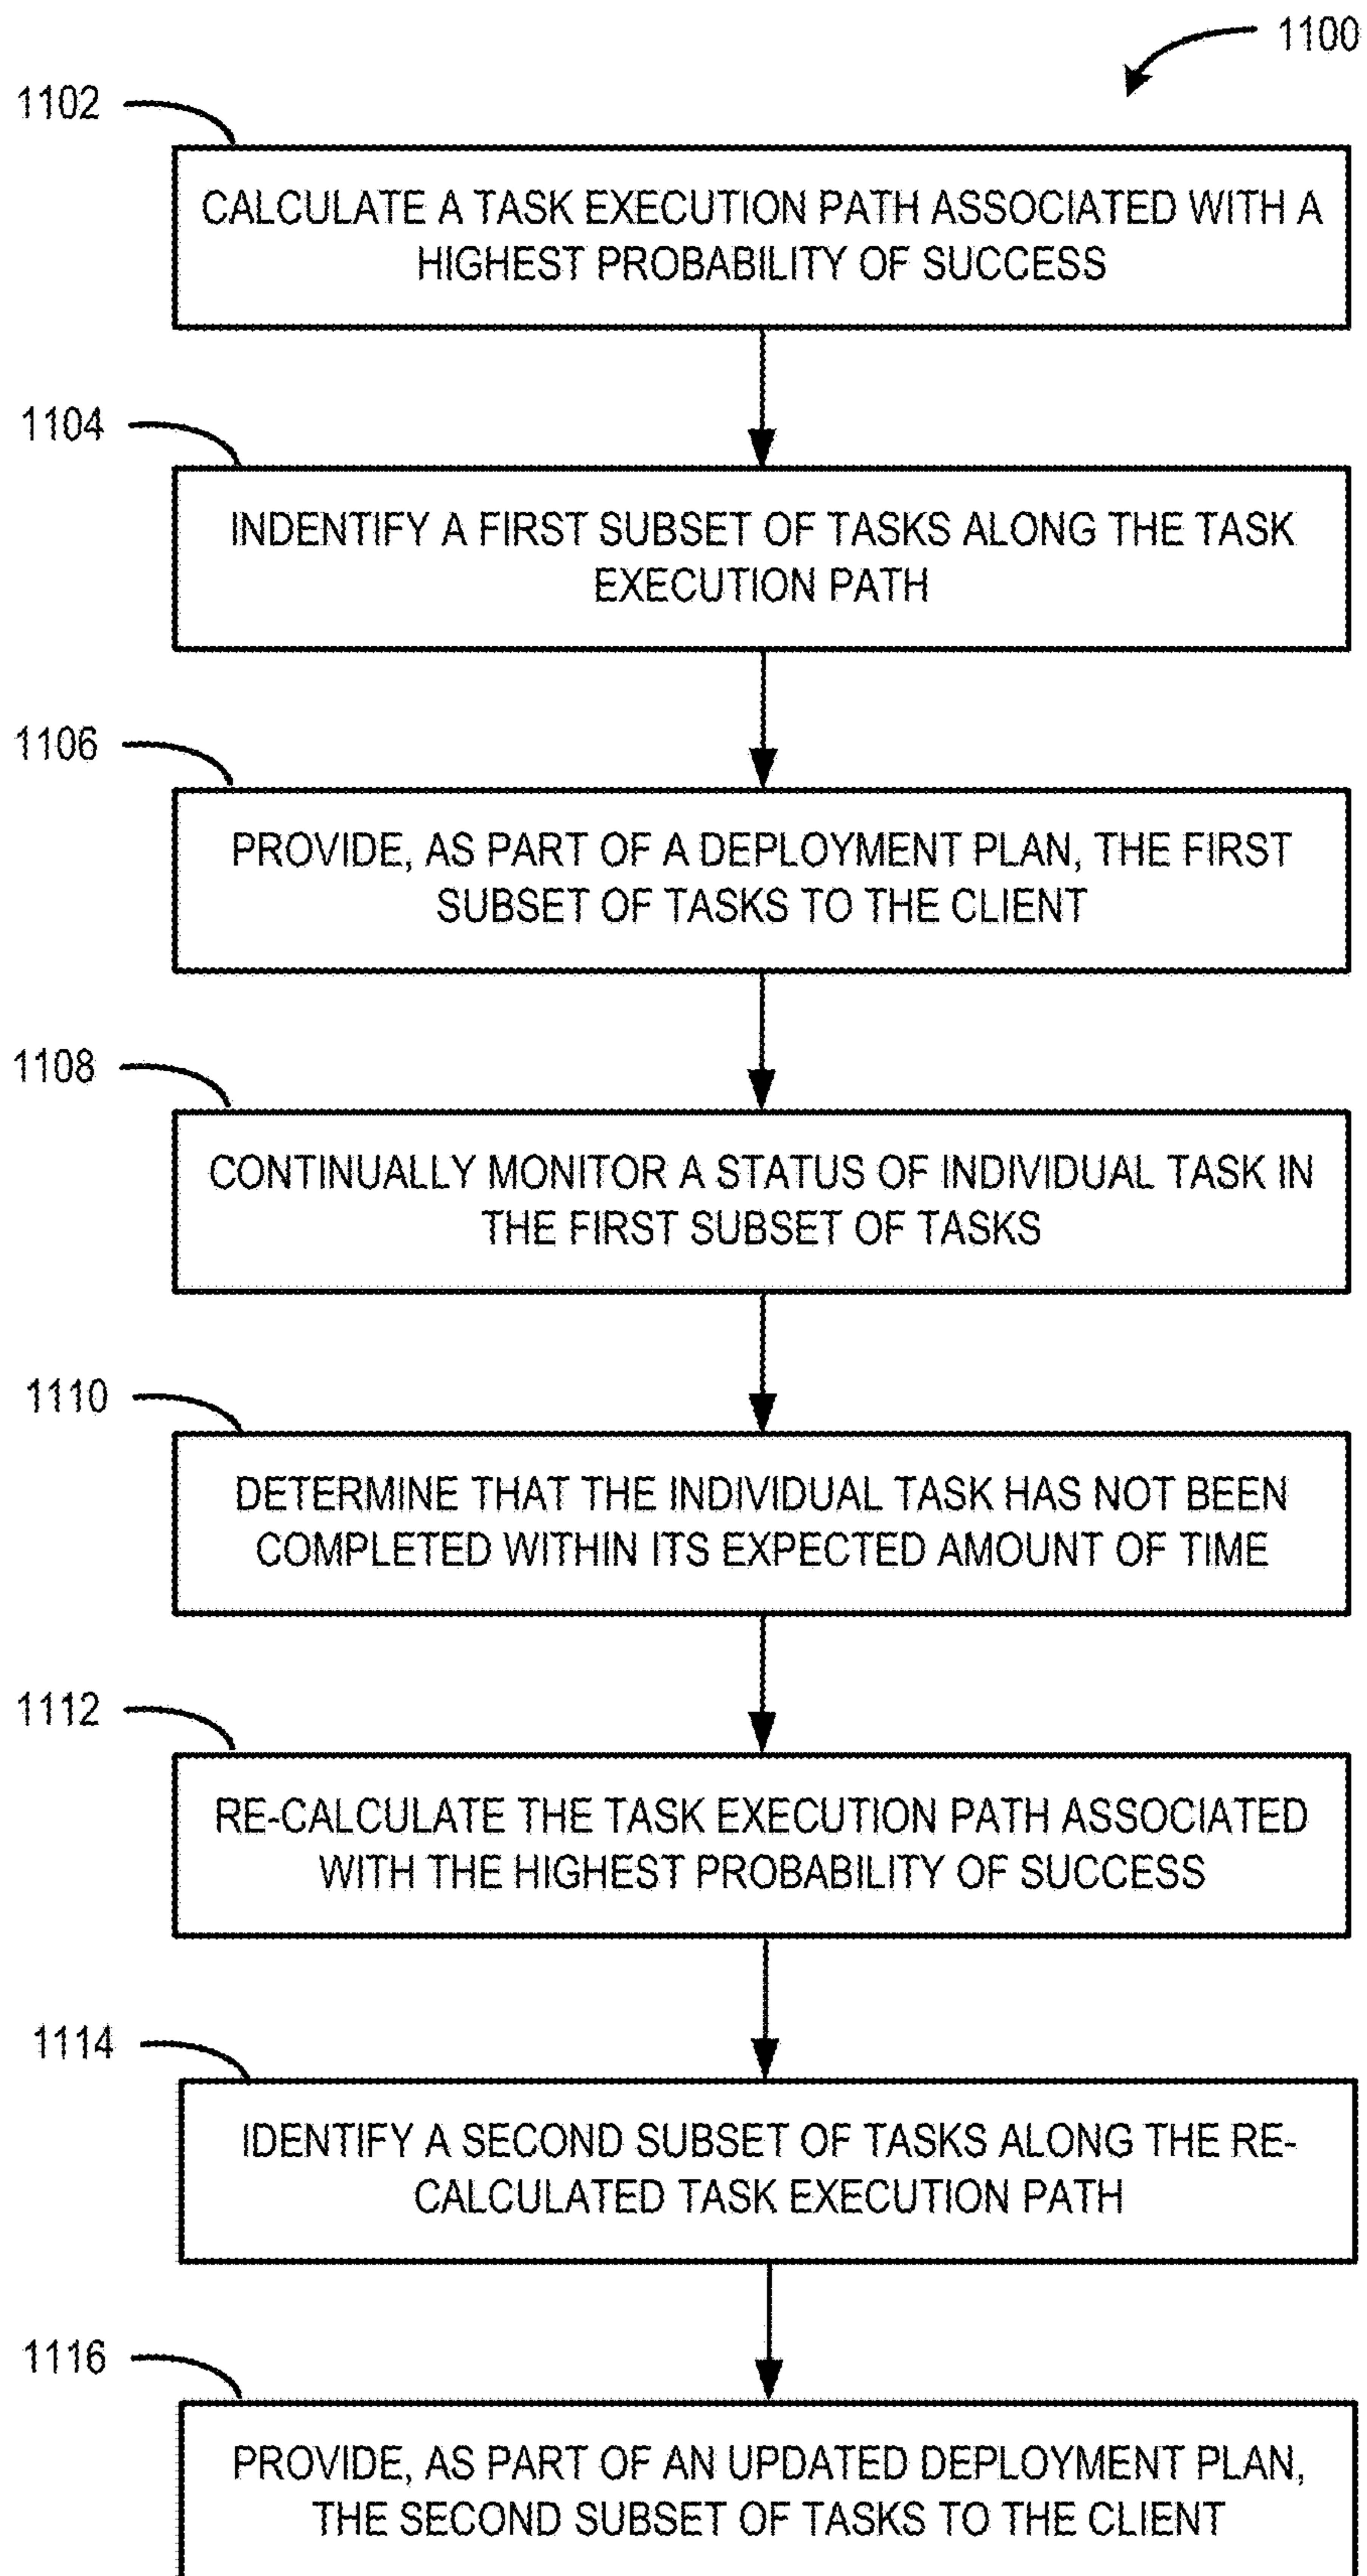 1100
1102
CALCULATE A TASK EXECUTION PATH ASSOCIATED WITH A
HIGHEST PROBABILITY OF SUCCESS
1104
INDENTIFY A FIRST SUBSET OF TASKS ALONG THE TASK
EXECUTION PATH
1106
PROVIDE, AS PART OF A DEPLOYMENT PLAN, THE FIRST
SUBSET OF TASKS TO THE CLIENT
1108
CONTINUALLY MONITOR A STATUS OF INDIVIDUAL TASK IN
THE FIRST SUBSET OF TASKS
1110
DETERMINE THAT THE INDIVIDUAL TASK HAS NOT BEEN
COMPLETED WITHIN ITS EXPECTED AMOUNT OF TIME
1112
RE-CALCULATE THE TASK EXECUTION PATH ASSOCIATED
WITH THE HIGHEST PROBABILITY OF SUCCESS
1114
IDENTIFY A SECOND SUBSET OF TASKS ALONG THE RE-
CALCULATED TASK EXECUTION PATH
1116
PROVIDE, AS PART OF AN UPDATED DEPLOYMENT PLAN,
THE SECOND SUBSET OF TASKS TO THE CLIENT